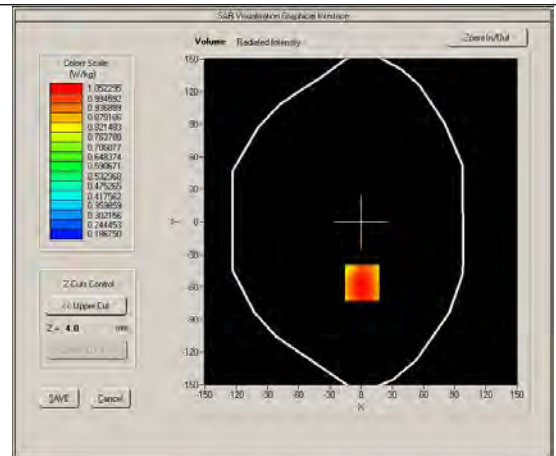 SAR Visualisation Graphical Interface
Volume Radiated Intensity
Zoom In/Out
Colors Scale
(W/kg)
1.052295
0.994592
0.936889
0.879186
0.821483
0.763780
0.706077
0.648374
0.590671
0.532968
0.475265
0.417562
0.359859
0.302156
0.244453
0.186750
150
120
90
60
30
0
-30
-60
-90
-120
-150
Y
-150 -120 -90 -60 -30 0 30 60 90 120 150
X
Z-Cuts Control
<< Upper Cut
Z = 4.0 mm
SAVE Cancel